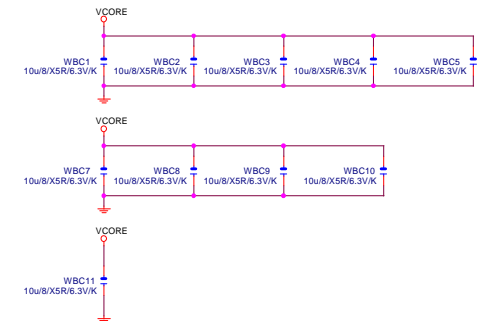 VCORE
WBC1 WBC2 WBC3 WBC4 WBC5
10u/8/X5R/6.3V/K 10u/8/X5R/6.3V/K 10u/8/X5R/6.3V/K 10u/8/X5R/6.3V/K 10u/8/X5R/6.3V/K
VCORE
WBC7 WBC8 WBC9 WBC10
10u/8/X5R/6.3V/K 10u/8/X5R/6.3V/K 10u/8/X5R/6.3V/K 10u/8/X5R/6.3V/K
VCORE
WBC11
10u/8/X5R/6.3V/K